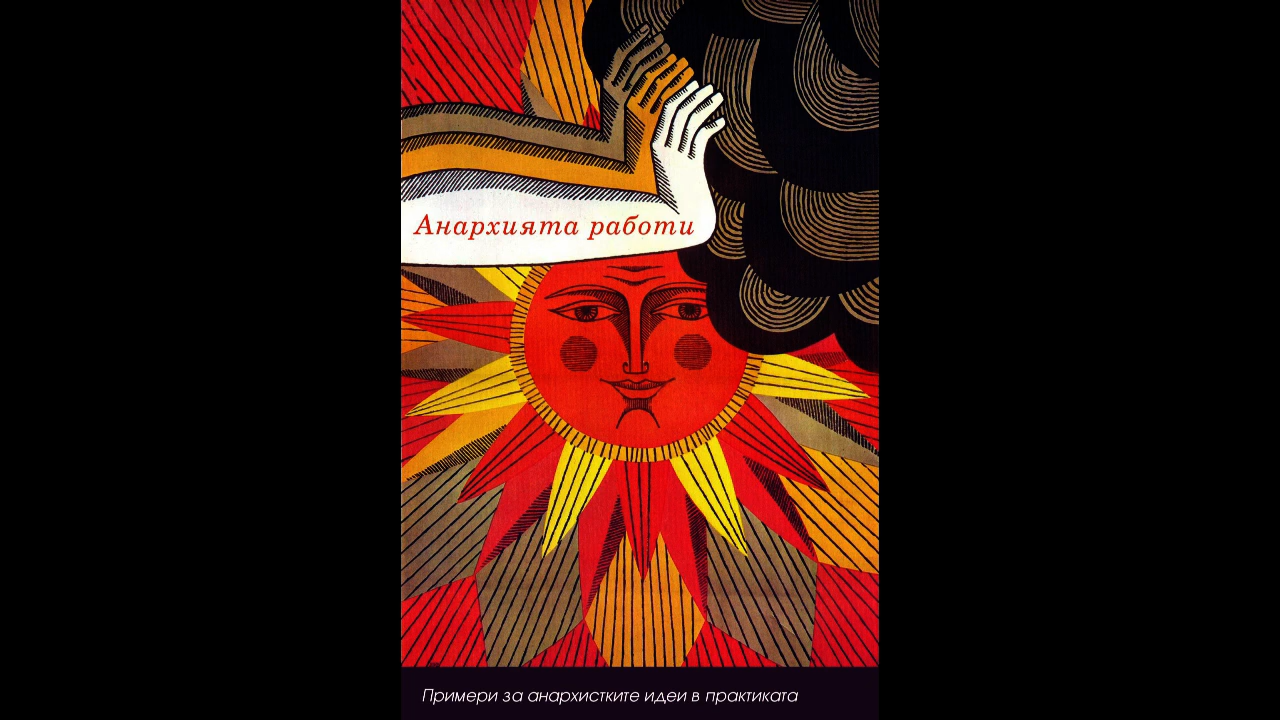 Анархията работи
Примери за анархистките идеи в практиката